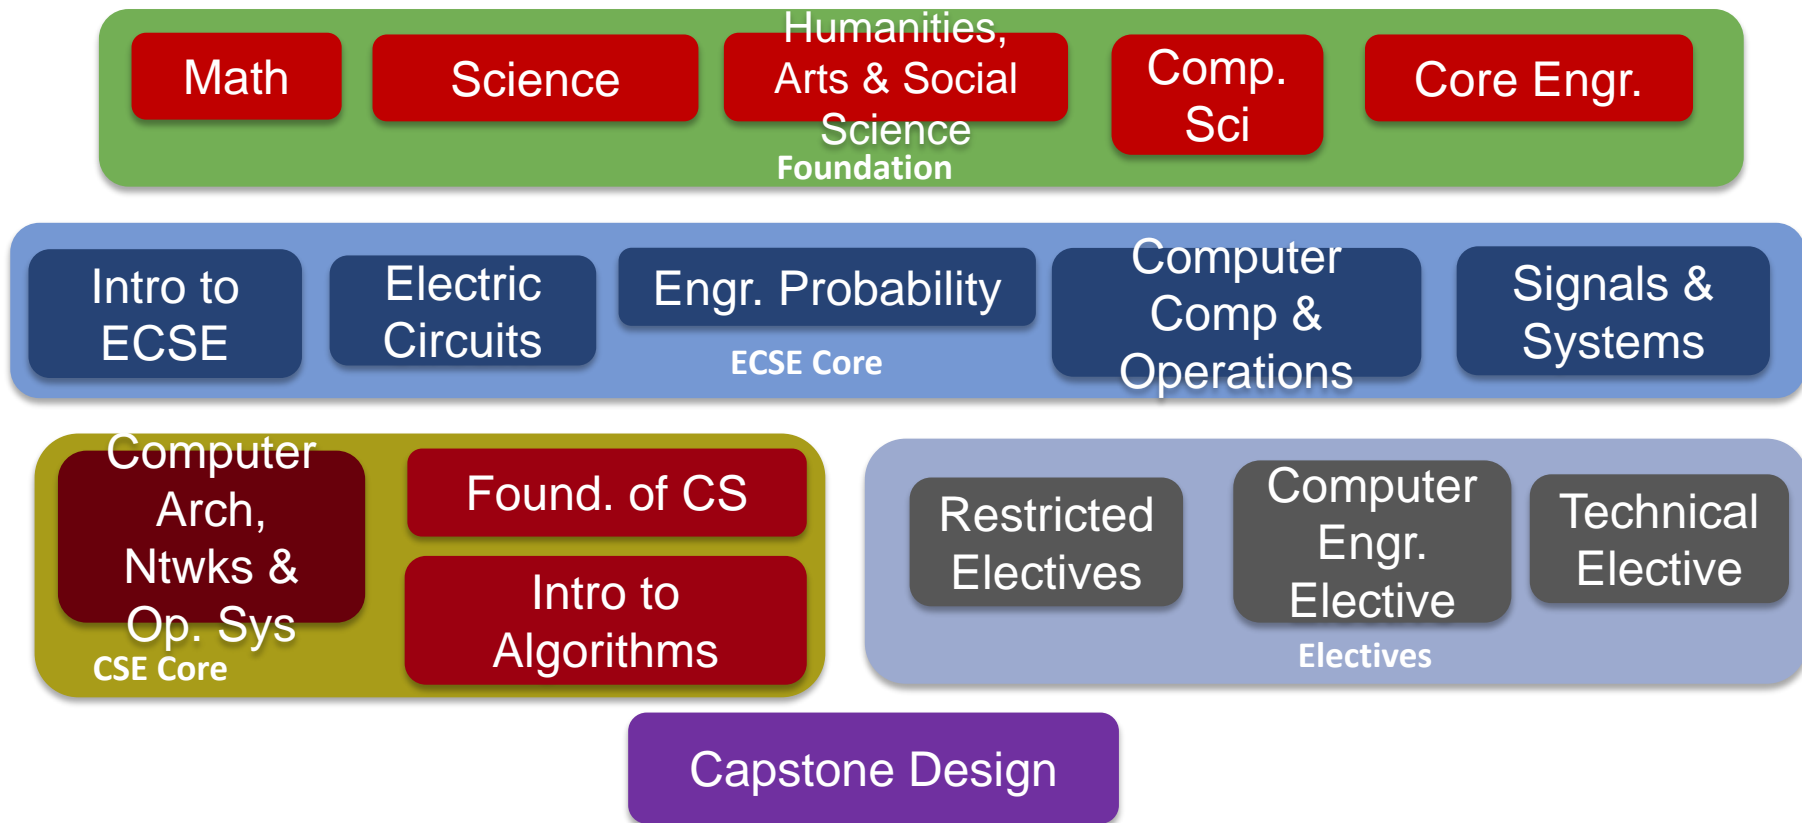 Math
Science
Humanities,
Arts & Social
Science
Comp.
Sci
Core Engr.
Foundation
Intro to
ECSE
Electric
Circuits
Engr. Probability
Computer
Comp &
Operations
Signals &
Systems
ECSE Core
Computer
Arch,
Ntwks &
Op. Sys
Found. of CS
Intro to
Algorithms
CSE Core
Restricted
Electives
Computer
Engr.
Elective
Technical
Elective
Electives
Capstone Design